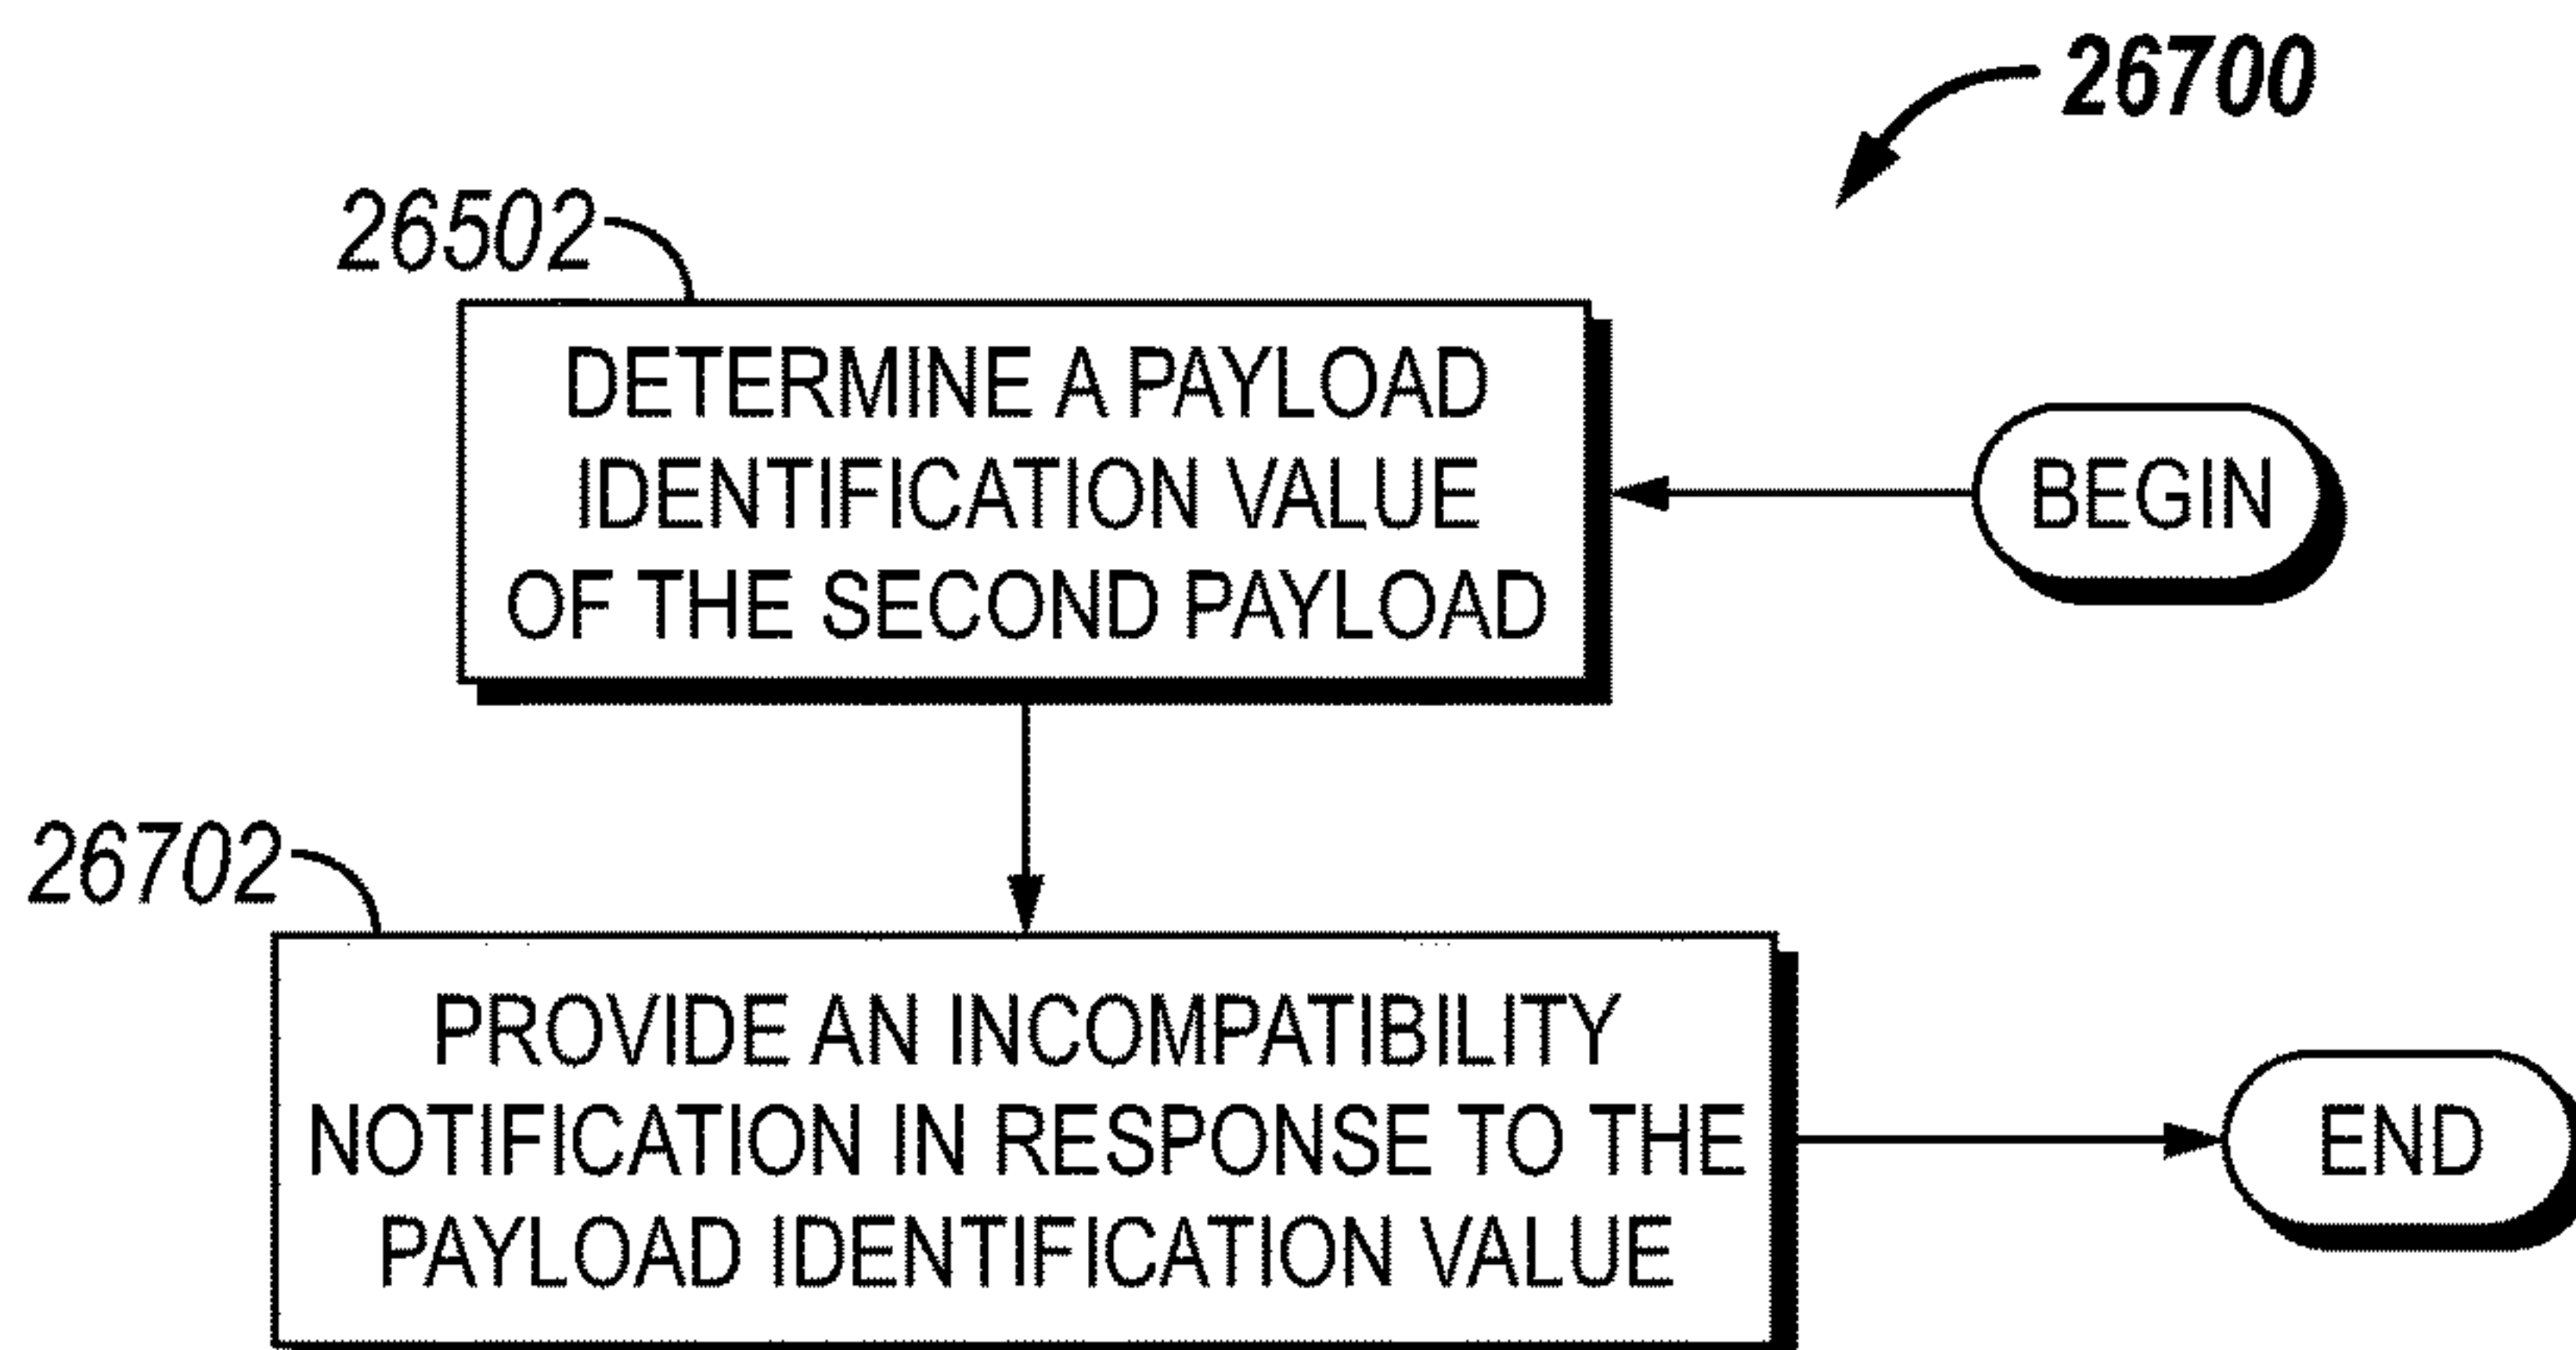 26700
26502
DETERMINE A PAYLOAD
IDENTIFICATION VALUE
OF THE SECOND PAYLOAD
BEGIN
26702
PROVIDE AN INCOMPATIBILITY
NOTIFICATION IN RESPONSE TO THE
PAYLOAD IDENTIFICATION VALUE
END